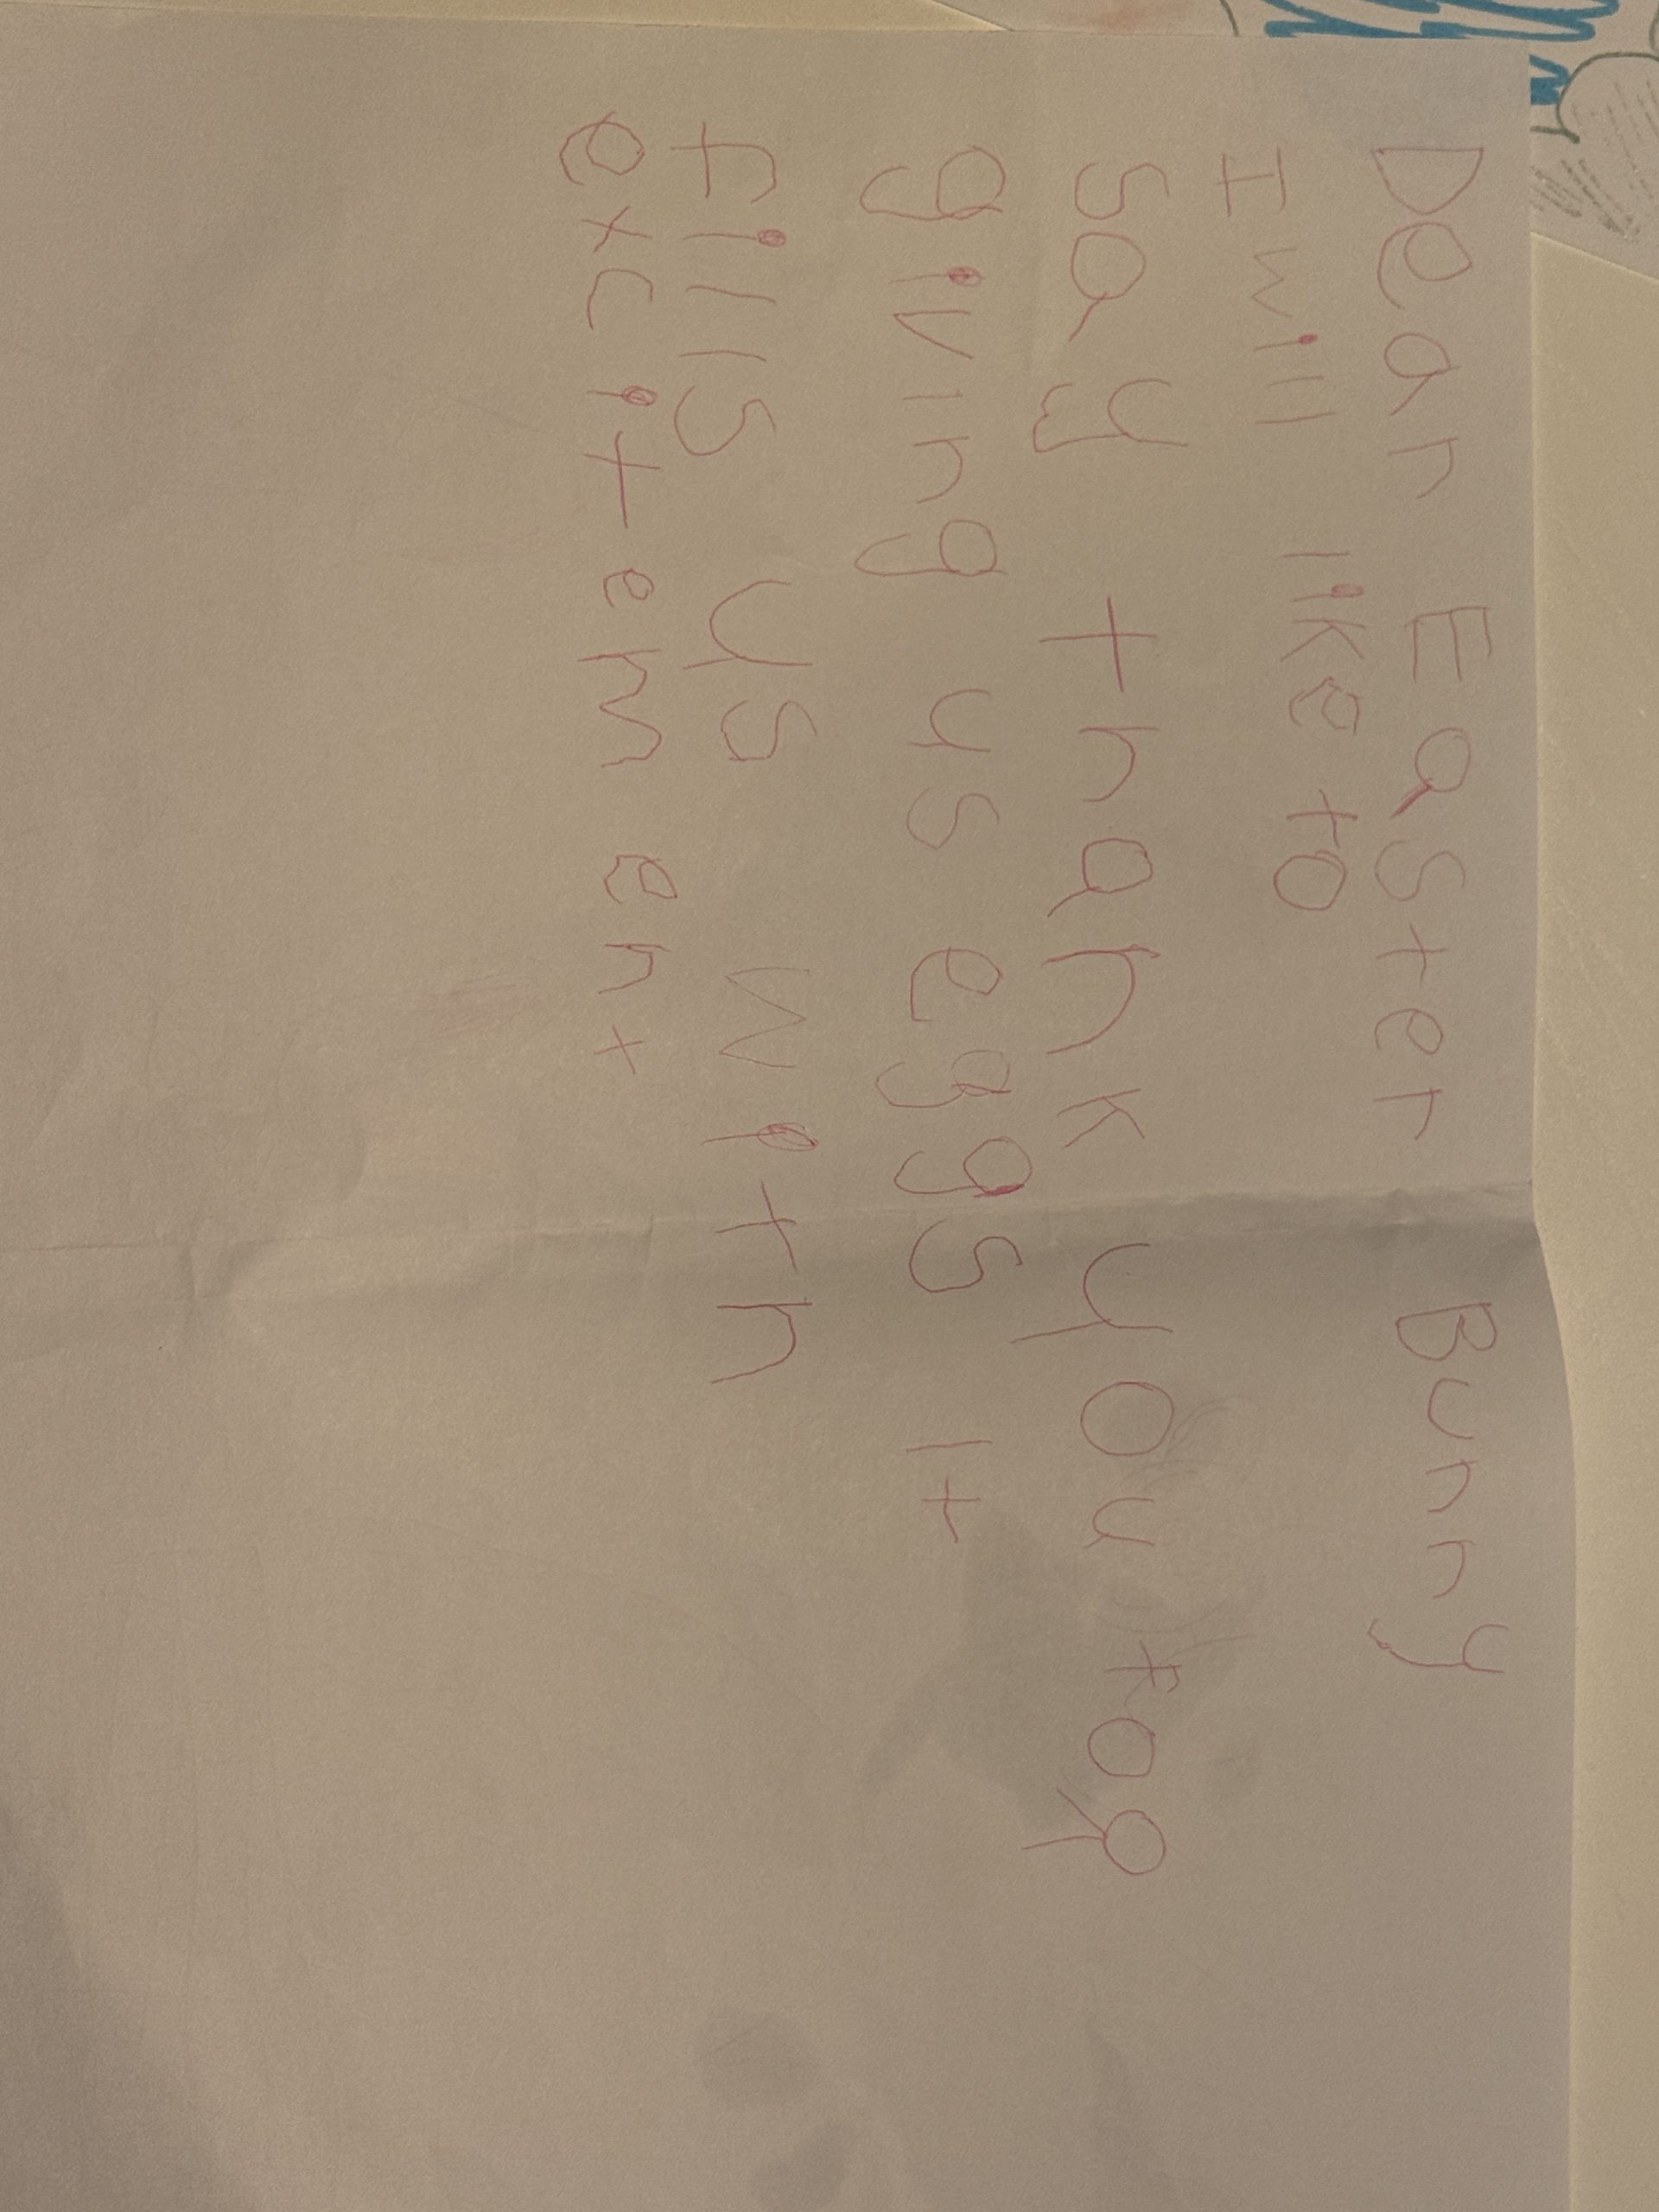 Dear Easter Bunny
I will like to
say thank you for
giving us eggs It
fills us with
excitement